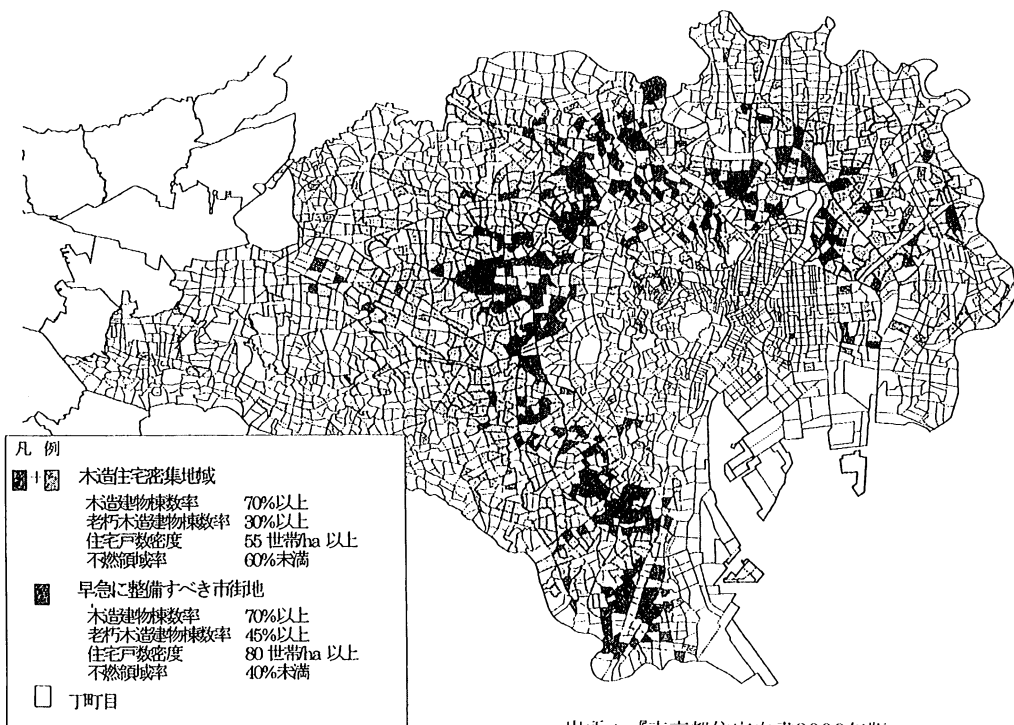 凡例
+ 木造住宅密集地域
木造建物棟数率 70%以上
老朽木造建物棟数率 30%以上
住宅戸数密度 55 世帯/ha 以上
不燃領域率 60%未満
早急に整備すべき市街地
木造建物棟数率 70%以上
老朽木造建物棟数率 45%以上
住宅戸数密度 80 世帯/ha 以上
不燃領域率 40%未満
丁町目